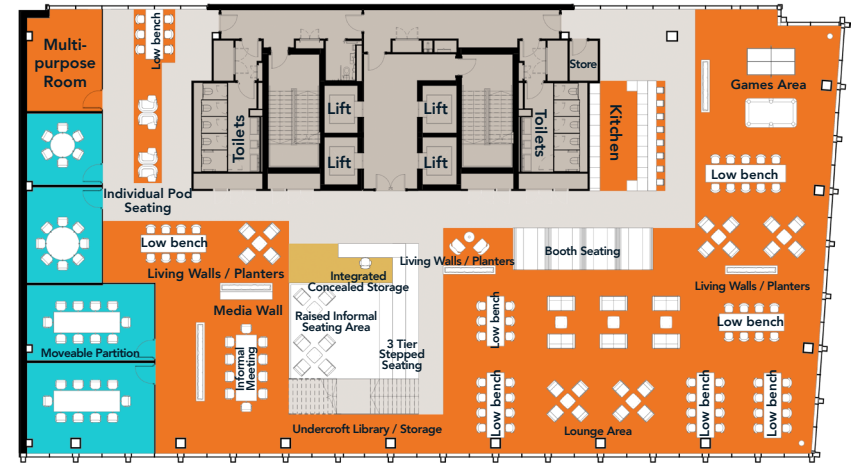 Multi-
purpose
Room
Low bench
Store
Games Area
Lift
Lift
Toilets
Toilets
Kitchen
Lift
Lift
Low bench
Individual Pod
Seating
Low bench
Living Walls / Planters
Integrated
Concealed Storage
Living Walls / Planters
Booth Seating
Living Walls / Planters
Media Wall
Raised Informal
Seating Area
Low bench
Low bench
Moveable Partition
3 Tier
Stepped
Seating
Informal
Meeting
Low bench
Low bench
Low bench
Undercroft Library / Storage
Lounge Area